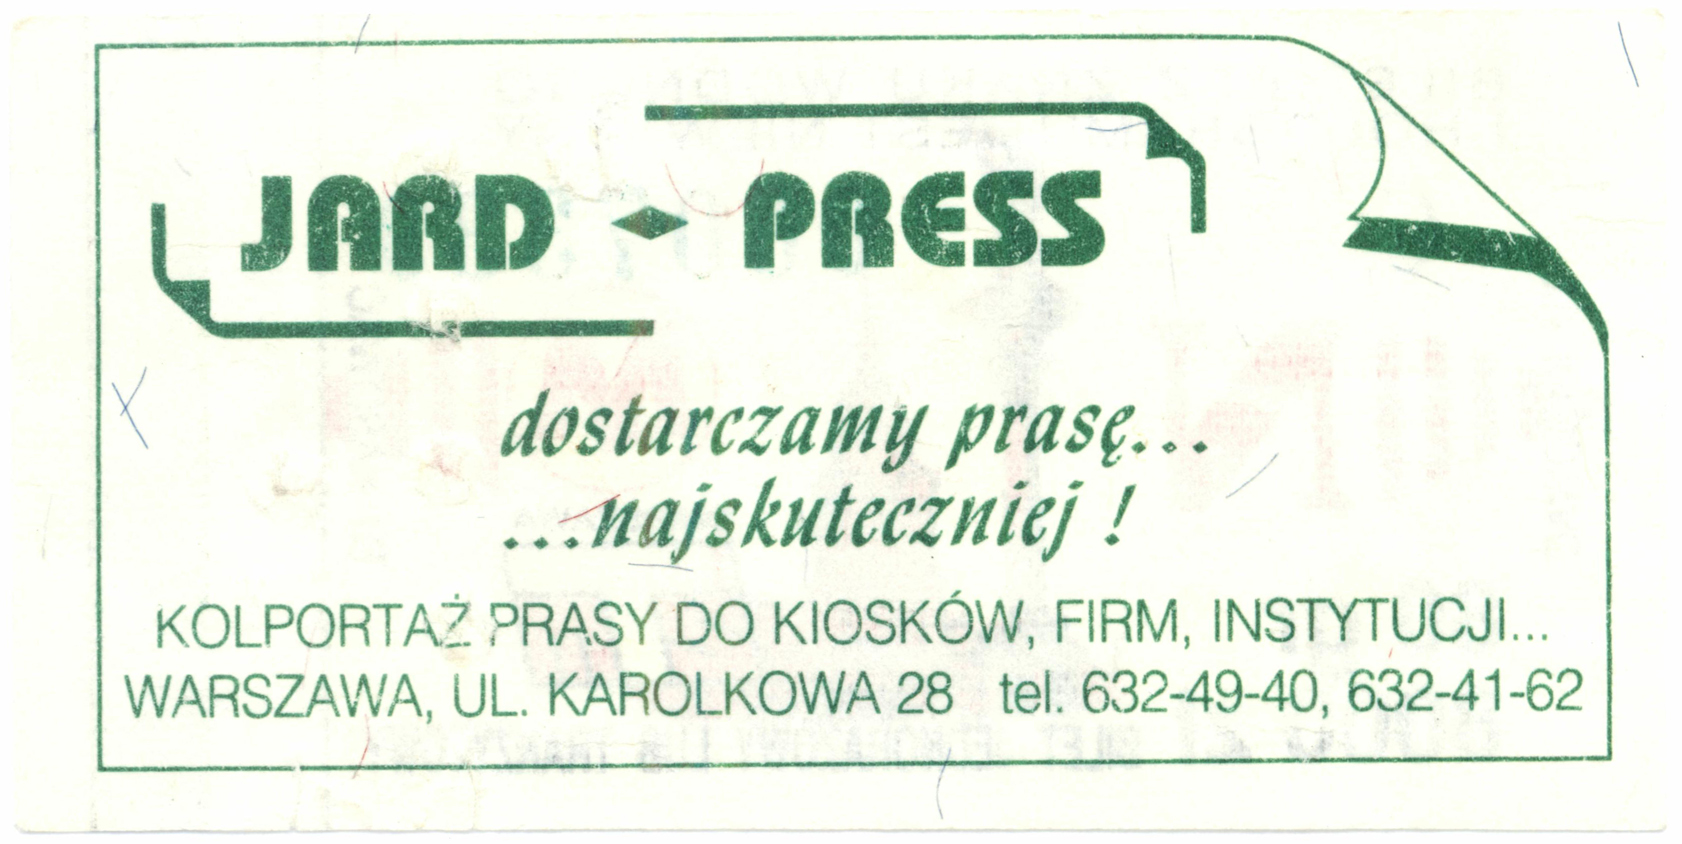 JARD PRESS
dostarczamy prasę...
...najskuteczniej !
KOLPORTAŻ PRASY DO KIOSKÓW, FIRM, INSTYTUCJI...
WARSZAWA, UL. KAROLKOWA 28 tel. 632-49-40, 632-41-62